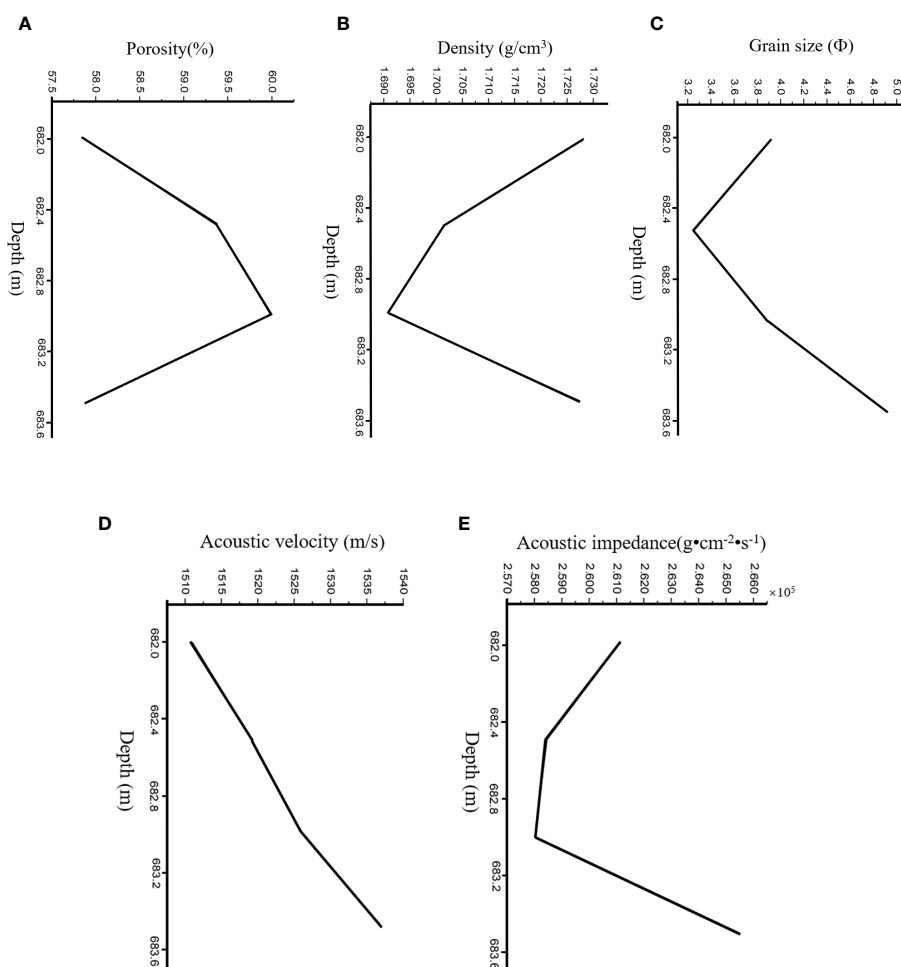 A
Porosity(%)
57.5 58.0 58.5 59.0 59.5 60.0
682.0
682.4
682.8
683.2
683.6
Depth (m)
B
Density (g/cm³)
1.690 1.695 1.700 1.705 1.710 1.715 1.720 1.725 1.730
682.0
682.4
682.8
683.2
683.6
Depth (m)
C
Grain size (Φ)
3.2 3.4 3.6 3.8 4.0 4.2 4.4 4.6 4.8 5.0
682.0
682.4
682.8
683.2
683.6
Depth (m)
D
Acoustic velocity (m/s)
1510 1515 1520 1525 1530 1535 1540
682.0
682.4
682.8
683.2
683.6
Depth (m)
E
Acoustic impedance(g•cm⁻²•s⁻¹)
2.570 2.580 2.590 2.600 2.610 2.620 2.630 2.640 2.650 2.660
×10⁵
682.0
682.4
682.8
683.2
683.6
Depth (m)